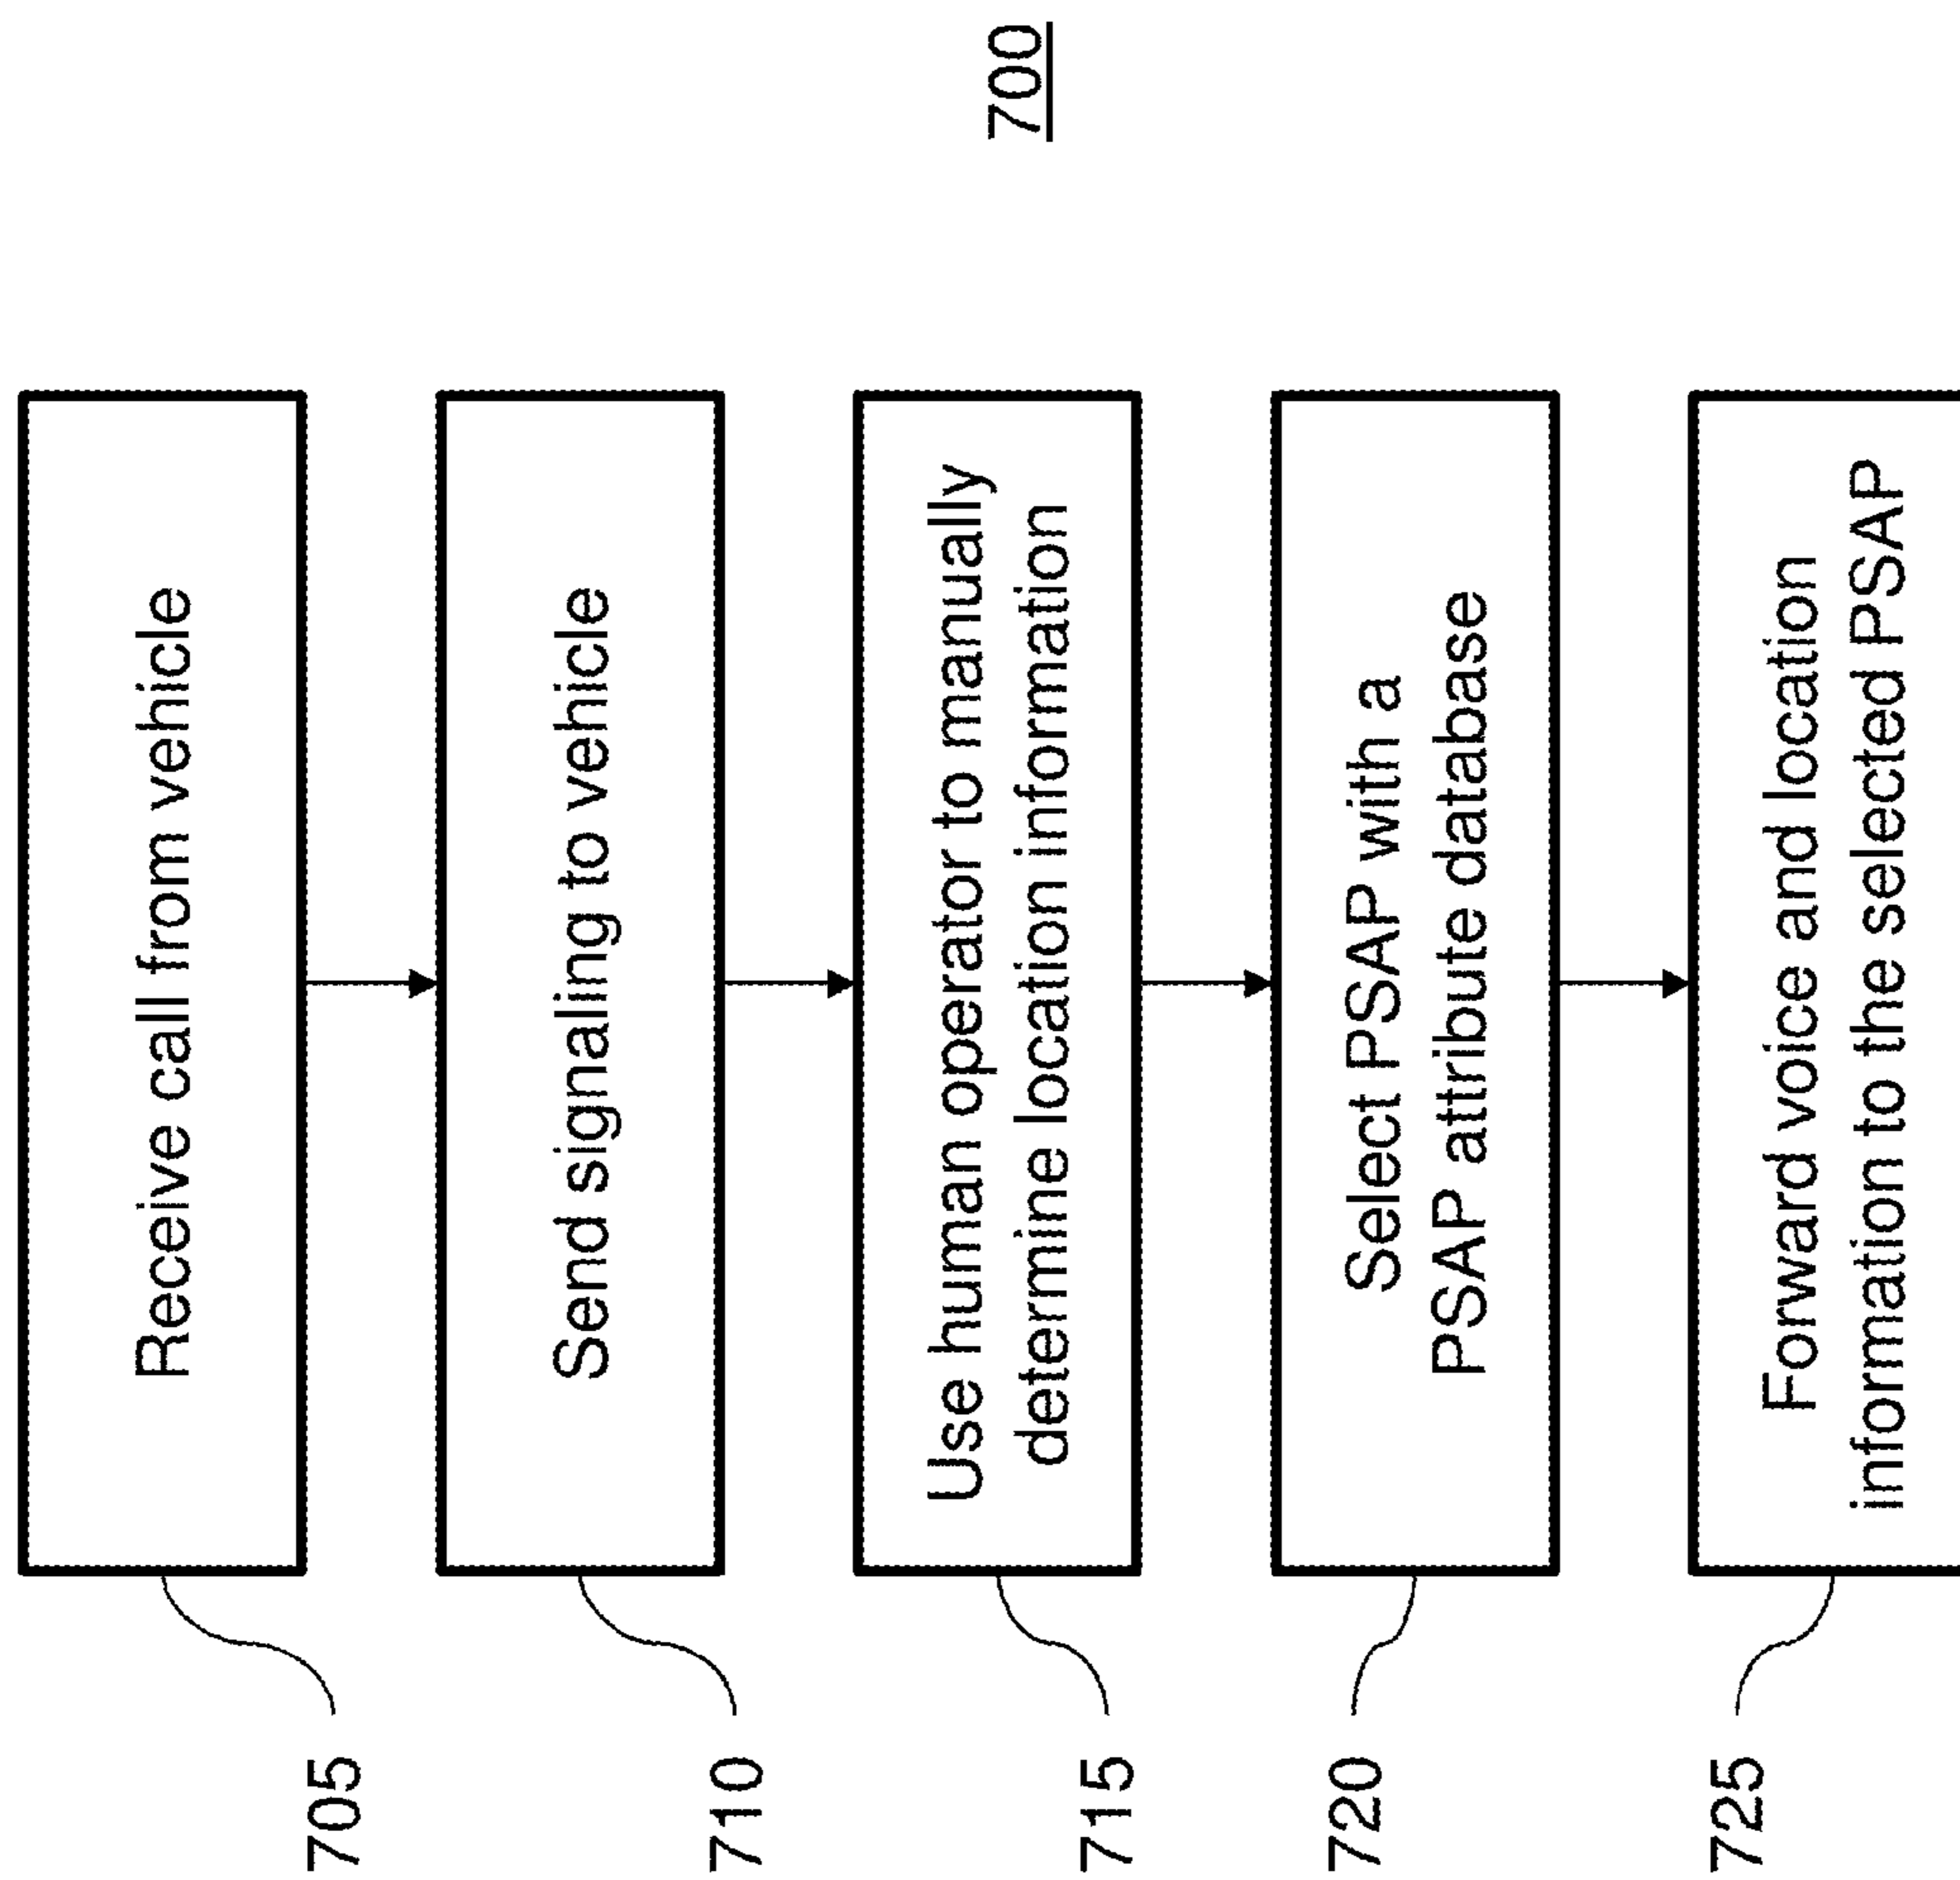 700
705
Receive call from vehicle
710
Send signaling to vehicle
715
Use human operator to manually
determine location information
720
Select PSAP with a
PSAP attribute database
725
Forward voice and location
information to the selected PSAP